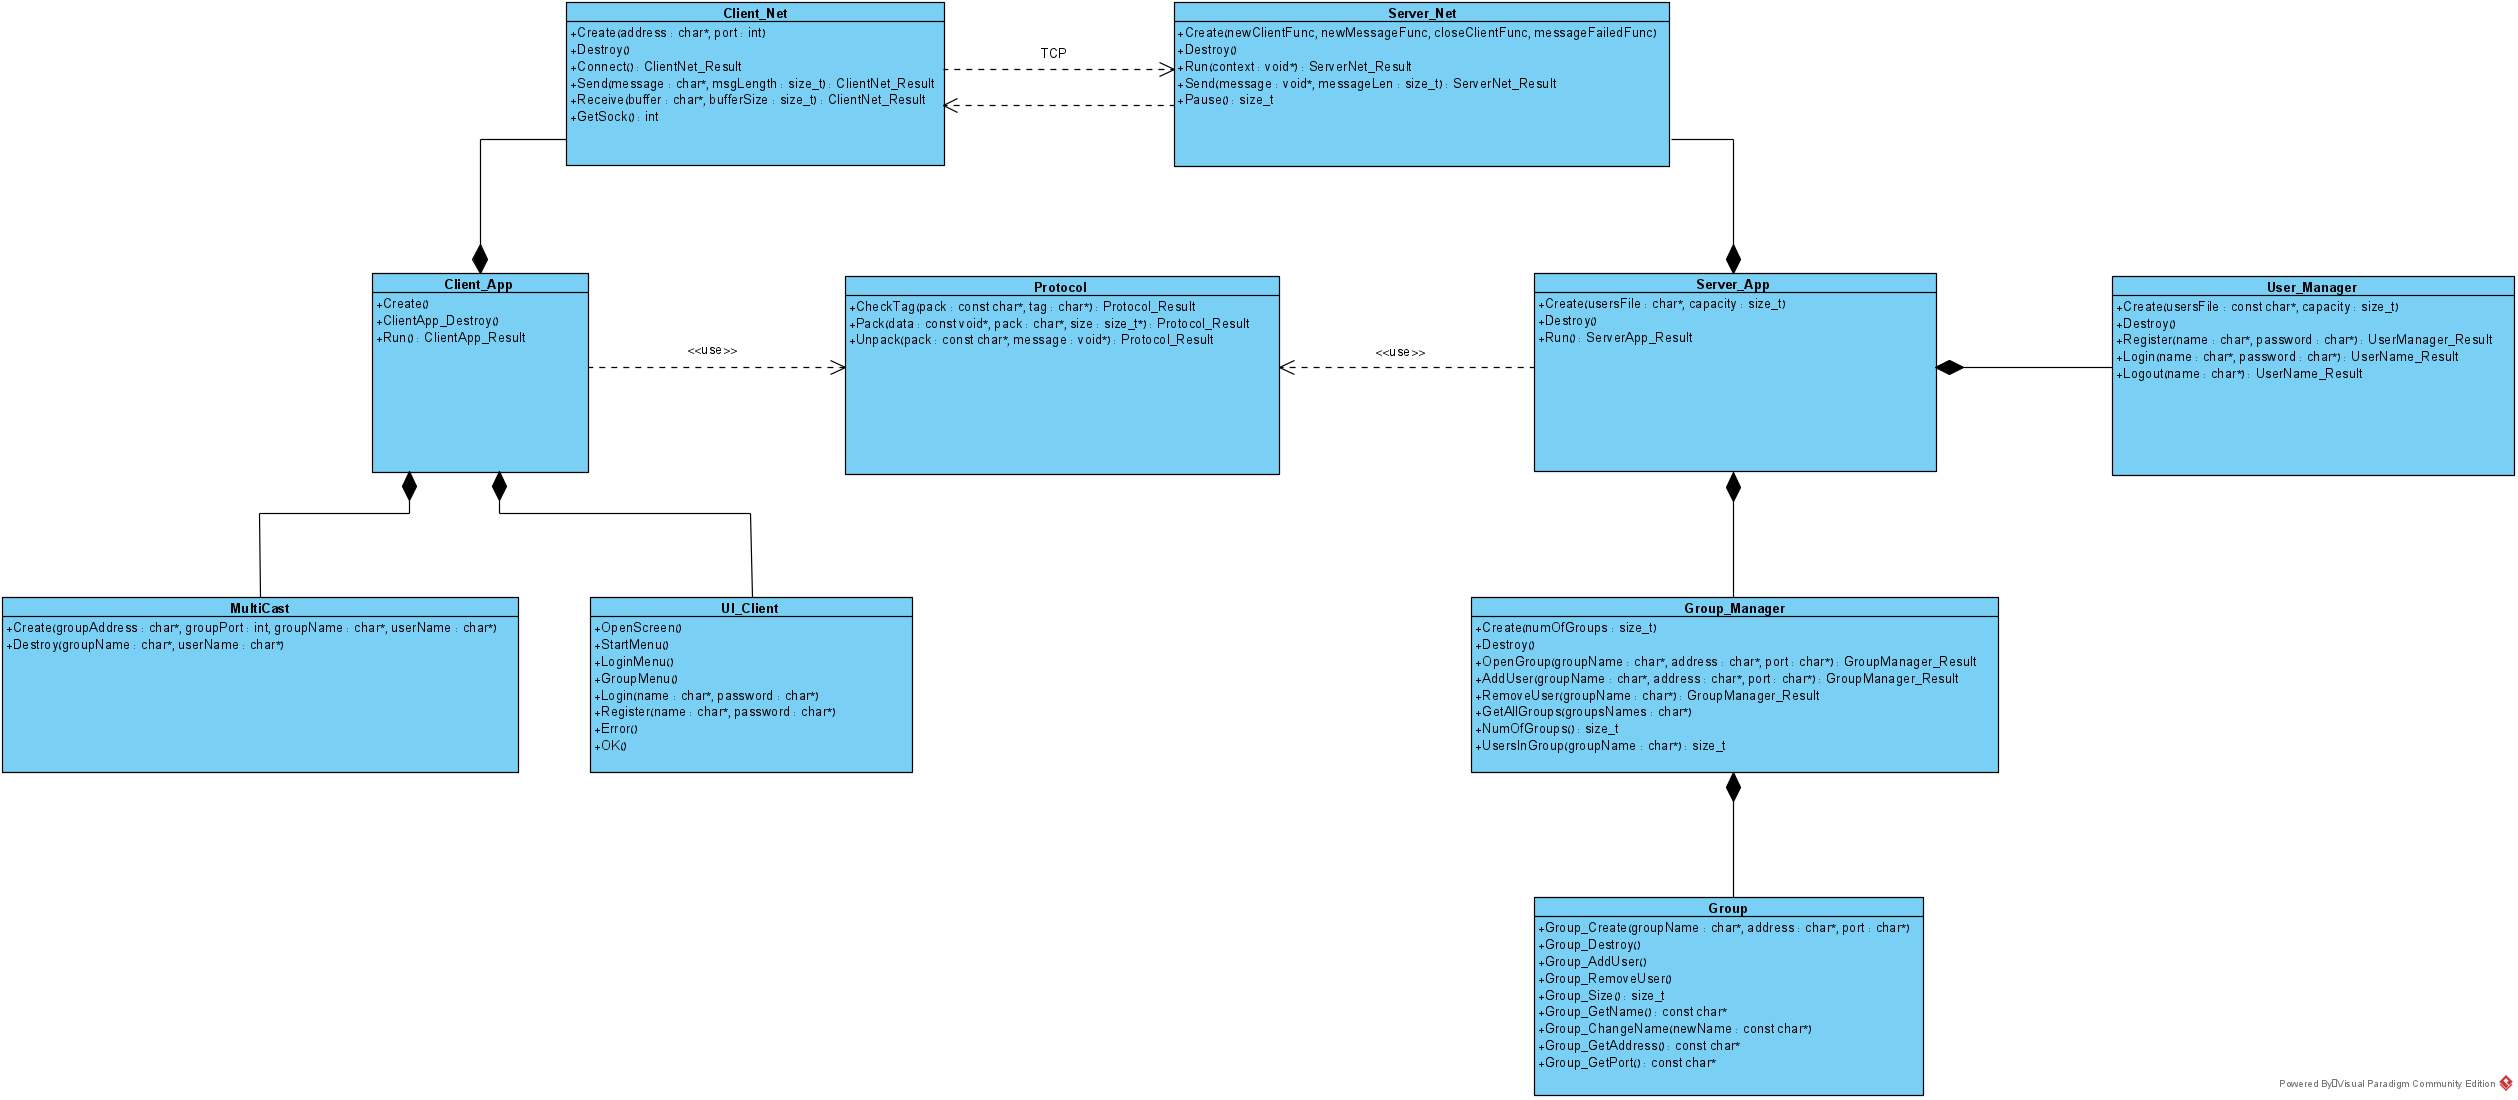 Client_Net
+Create(address : char*, port : int)
+Destroy()
+Connect() : ClientNet_Result
+Send(message : char*, msgLength : size_t) : ClientNet_Result
+Receive(buffer : char*, bufferSize : size_t) : ClientNet_Result
+GetSock() : int
TCP
Server_Net
+Create(newClientFunc, newMessageFunc, closeClientFunc, messageFailedFunc)
+Destroy()
+Run(context : void*) : ServerNet_Result
+Send(message : void*, messageLen : size_t) : ServerNet_Result
+Pause() : size_t
Client_App
+Create()
+ClientApp_Destroy()
+Run() : ClientApp_Result
<<use>>
Protocol
+CheckTag(pack : const char*, tag : char*) : Protocol_Result
+Pack(data : const void*, pack : char*, size : size_t*) : Protocol_Result
+Unpack(pack : const char*, message : void*) : Protocol_Result
<<use>>
Server_App
+Create(usersFile : char*, capacity : size_t)
+Destroy()
+Run() : ServerApp_Result
User_Manager
+Create(usersFile : const char*, capacity : size_t)
+Destroy()
+Register(name : char*, password : char*) : UserManager_Result
+Login(name : char*, password : char*) : UserName_Result
+Logout(name : char*) : UserName_Result
MultiCast
+Create(groupAddress : char*, groupPort : int, groupName : char*, userName : char*)
+Destroy(groupName : char*, userName : char*)
UI_Client
+OpenScreen()
+StartMenu()
+LoginMenu()
+GroupMenu()
+Login(name : char*, password : char*)
+Register(name : char*, password : char*)
+Error()
+OK()
Group_Manager
+Create(numOfGroups : size_t)
+Destroy()
+OpenGroup(groupName : char*, address : char*, port : char*) : GroupManager_Result
+AddUser(groupName : char*, address : char*, port : char*) : GroupManager_Result
+RemoveUser(groupName : char*) : GroupManager_Result
+GetAllGroups(groupsNames : char*)
+NumOfGroups() : size_t
+UsersInGroup(groupName : char*) : size_t
Group
+Group_Create(groupName : char*, address : char*, port : char*)
+Group_Destroy()
+Group_AddUser()
+Group_RemoveUser()
+Group_Size() : size_t
+Group_GetName() : const char*
+Group_ChangeName(newName : const char*)
+Group_GetAddress() : const char*
+Group_GetPort() : const char*
Powered By Visual Paradigm Community Edition